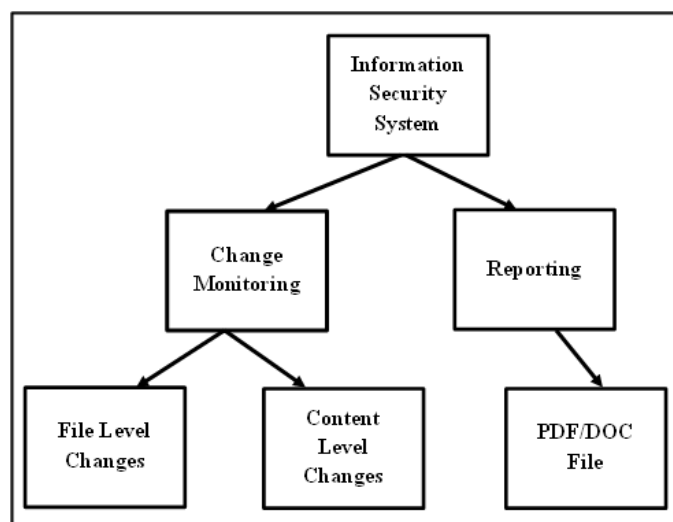 Information
Security
System
Change
Monitoring
Reporting
File Level
Changes
Content
Level
Changes
PDF/DOC
File